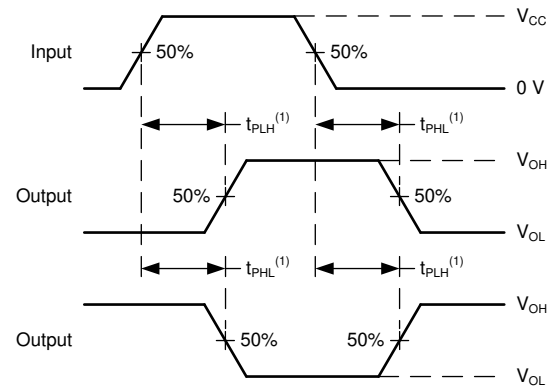 V_CC
Input 50% 50%
0 V
t_PLH^(1) t_PHL^(1)
V_OH
Output 50% 50%
V_OL
t_PHL^(1) t_PLH^(1)
V_OH
Output 50% 50%
V_OL